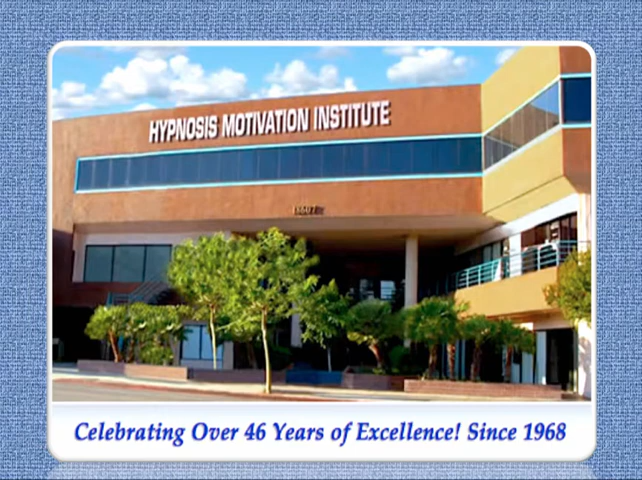 HYPNOSIS MOTIVATION INSTITUTE
Celebrating Over 46 Years of Excellence! Since 1968